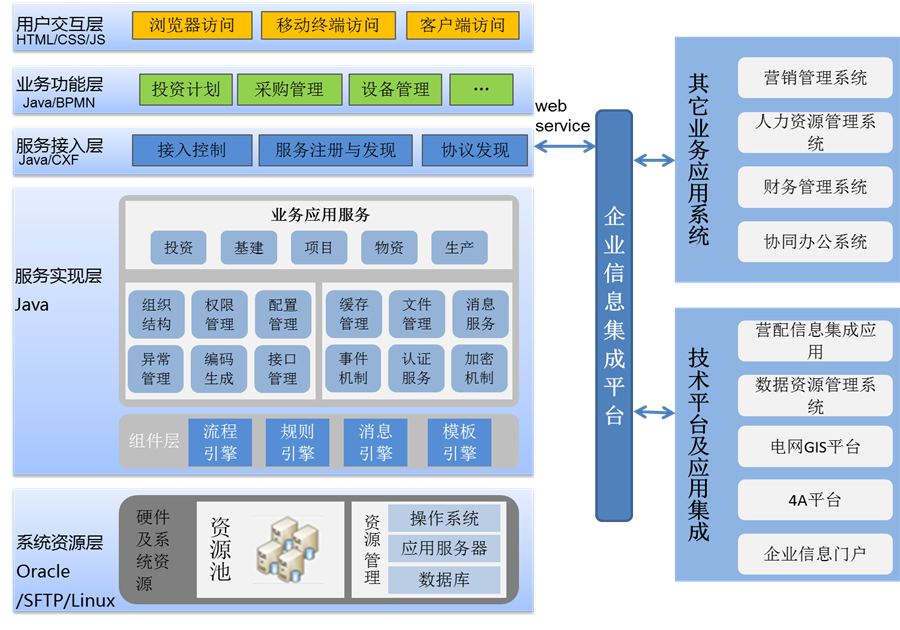 用户交互层
HTML/CSS/JS
浏览器访问
移动终端访问
客户端访问
业务功能层
Java/BPMN
投资计划
采购管理
设备管理
...
服务接入层
Java/CXF
接入控制
服务注册与发现
协议发现
web
service
服务实现层
Java
业务应用服务
投资
基建
项目
物资
生产
组织
结构
权限
管理
配置
管理
缓存
管理
文件
管理
消息
服务
异常
管理
编码
生成
接口
管理
事件
机制
认证
服务
加密
机制
组件层
流程
引擎
规则
引擎
消息
引擎
模板
引擎
系统资源层
Oracle
/SFTP/Linux
硬件
及系
统资
源
资源池
资源管理
操作系统
应用服务器
数据库
企业信息集成平台
其它业务应用系统
营销管理系统
人力资源管理系
统
财务管理系统
协同办公系统
技术平台及应用集成
营配信息集成应
用
数据资源管理系
统
电网GIS平台
4A平台
企业信息门户